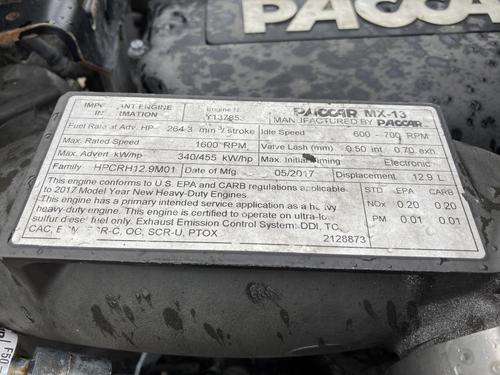 PACCAR
IMPORTANT ENGINE INFORMATION
Engine N. Y13785
PACCAR MX-13
MANUFACTURED BY PACCAR
Fuel Rate at Adv. HP 264.3 mm³/stroke Idle Speed 600 - 700 RPM
Max. Rated Speed 1600 RPM Valve Lash (mm) 0.50 int 0.70 exh
Max. Advert kW/hp 340/455 kW/hp Max. Initial Timing Electronic
Family HPCRH12.9M01 Date of Mfg 05/2017 Displacement 12.9 L
This engine conforms to U.S. EPA and CARB regulations applicable
to 2017 Model Year New Heavy-Duty Engines.
This engine has a primary intended service application as a heavy
heavy-duty engine. This engine is certified to operate on ultra-low
sulfur diesel fuel only. Exhaust Emission Control System: DDI, TC,
CAC, SCR-C, OC, SCR-U, PTOX
2128873
STD EPA CARB
NOx 0.20 0.20
PM 0.01 0.01
F50-